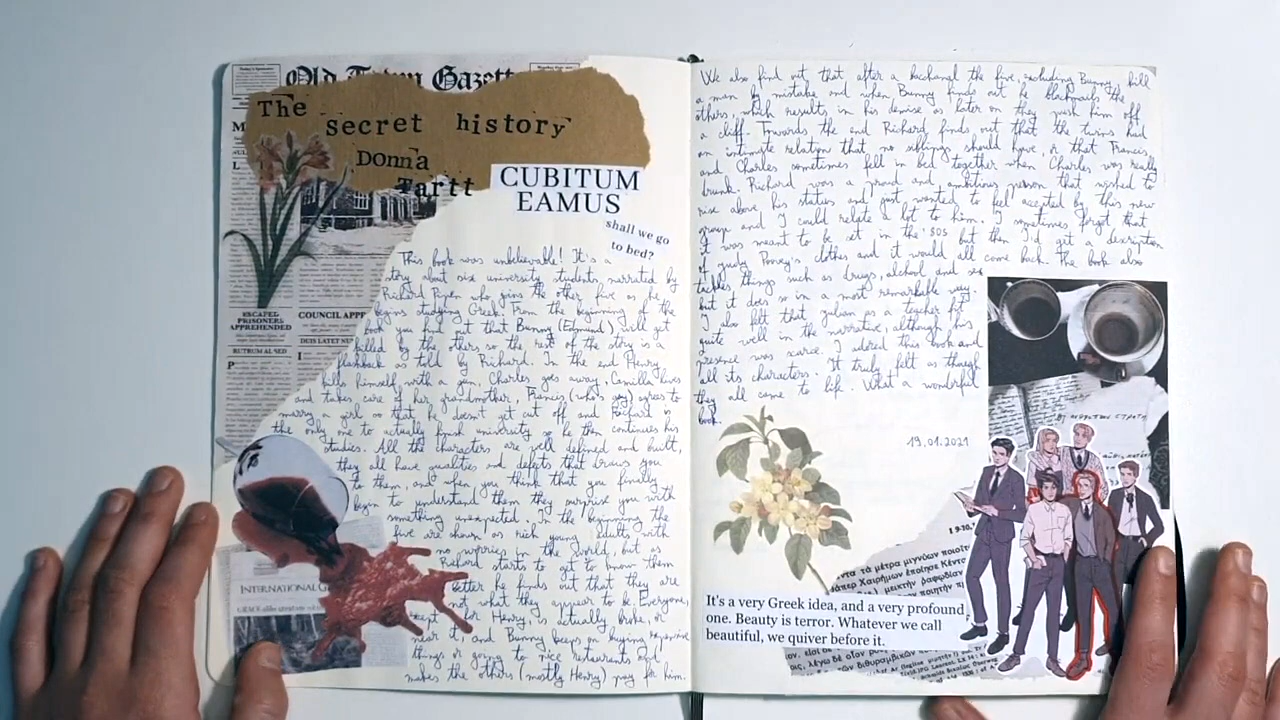 Old Town Gazette
The
secret history
Donna
Tartt
CUBITUM
EAMUS
shall we go
to bed?
ESCAPED
PRISONERS
APPREHENDED
RUTRUM AL SED
COUNCIL APPR
DUIS LATET NU
This book was unbelievable! It's a
story about six university students, narrated by
Richard Papen who joins the other five as he
begins studying Greek. From the beginning of the
book you find out that Bunny (Edmund) will get
killed by the others so the rest of the story is a
flashback as told by Richard. In the end Henry
kills himself with a gun, Charles goes away, Camilla lives
and takes care of her grandmother, Francis (who's gay) agrees to
marry a girl so that he doesn't get cut off and Richard is
the only one to actually finish university so he then continues his
studies. All the characters are well defined and built,
they all have qualities and defects that draws you
to them, and when you think that you finally
begin to understand them they surprise you with
something unexpected. In the beginning the
five are shown as rich young adults with
no worries in the world, but as
Richard starts to get to know them
better he finds out that they are
not what they appear to be. Everyone,
except for Henry, is actually broke, or
near it, and Bunny keeps on buying expensive
things or going to nice restaurants and
makes the others (mostly Henry) pay for him.
INTERNATIONAL G
We also find out that after a bachanal the five, excluding Bunny, kill
a man by mistake and when Bunny finds out he blackmails the
others, which results in his demise as later on they push him off
a cliff. Towards the end Richard finds out that the twins had
an intimate relation that no siblings should have, or that Francis
and Charles sometimes fell in bed together when Charles was really
drunk. Richard was a proud and ambitious person that wished to
rise above his status and just wanted to feel accepted by this new
group and I could relate a lot to him. I sometimes forgot that
it was meant to be set in the '80s but then I'd get a description
of Judy Poovey's clothes and it would all come back. The book also
tackles things such as drugs, alcohol and sex
but it does so in a most remarkable way.
I also felt that Julian as a teacher fit
quite well in the narrative, although his
presence was scarce. I adored this book and
all its characters. It truly felt as though
they all came to life. What a wonderful
book.
19.01.2021
It's a very Greek idea, and a very profound
one. Beauty is terror. Whatever we call
beautiful, we quiver before it.